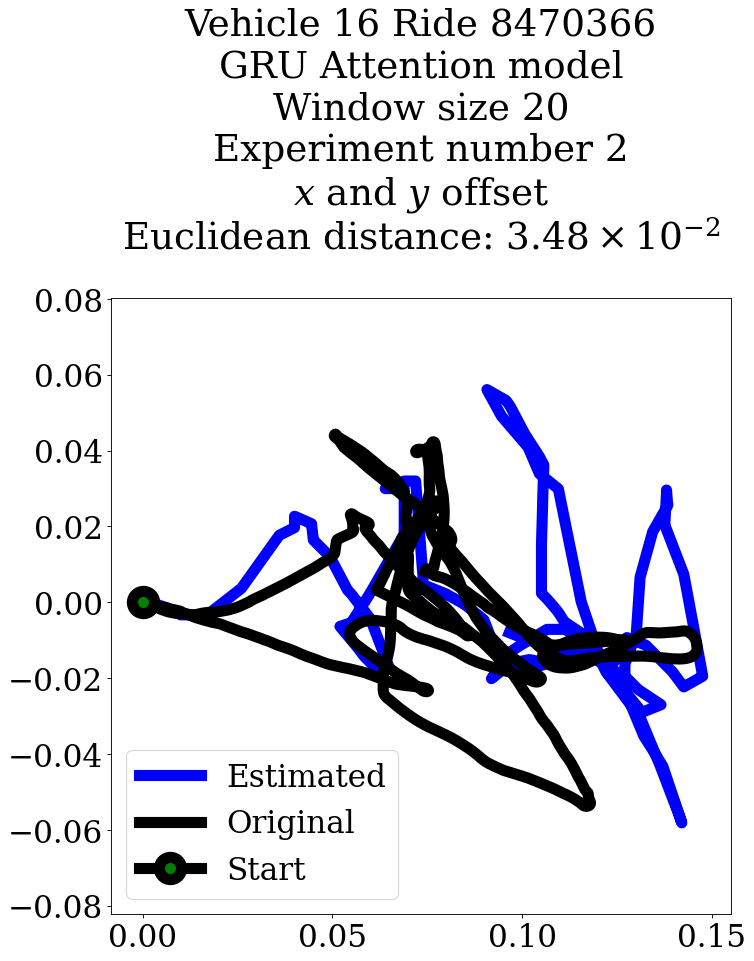 Vehicle 16 Ride 8470366
GRU Attention model
Window size 20
Experiment number 2
x and y offset
Euclidean distance: 3.48 × 10⁻²
0.08
0.06
0.04
0.02
0.00
−0.02
−0.04
−0.06
−0.08
Estimated
Original
Start
0.00 0.05 0.10 0.15